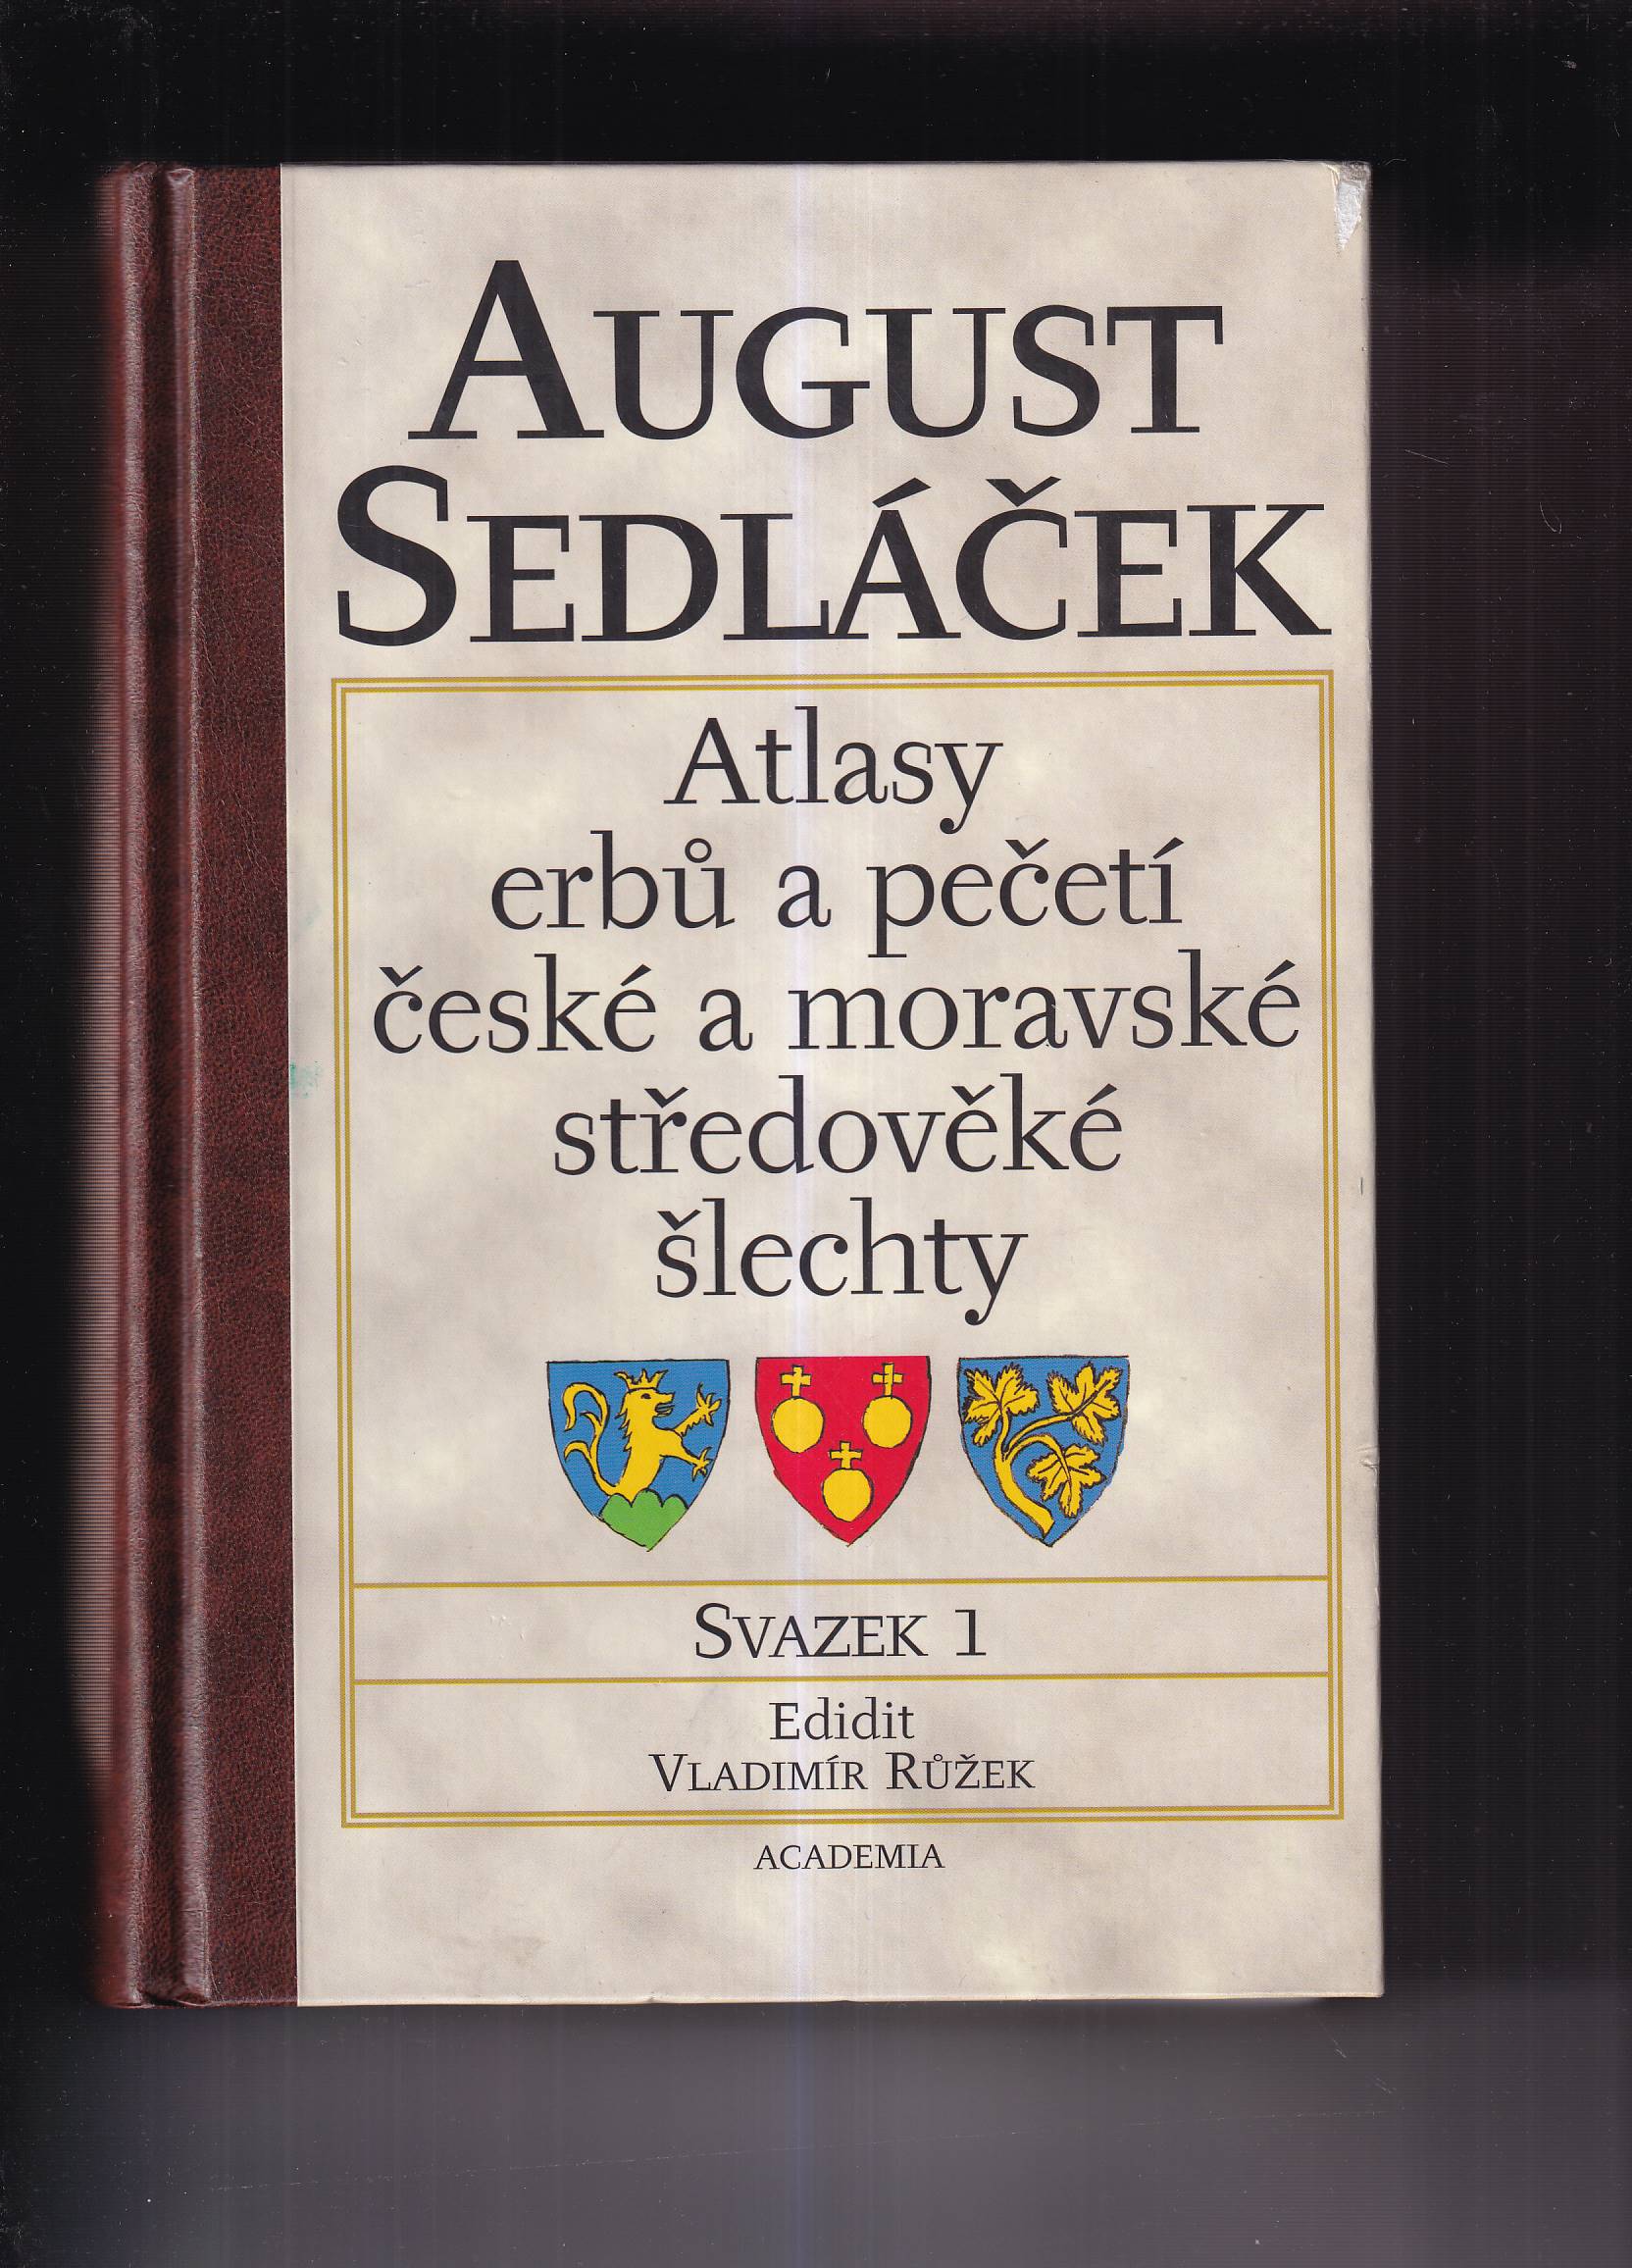 AUGUST
SEDLÁČEK
Atlasy
erbů a pečetí
české a moravské
středověké
šlechty
SVAZEK 1
Edidit
VLADIMÍR RŮŽEK
ACADEMIA